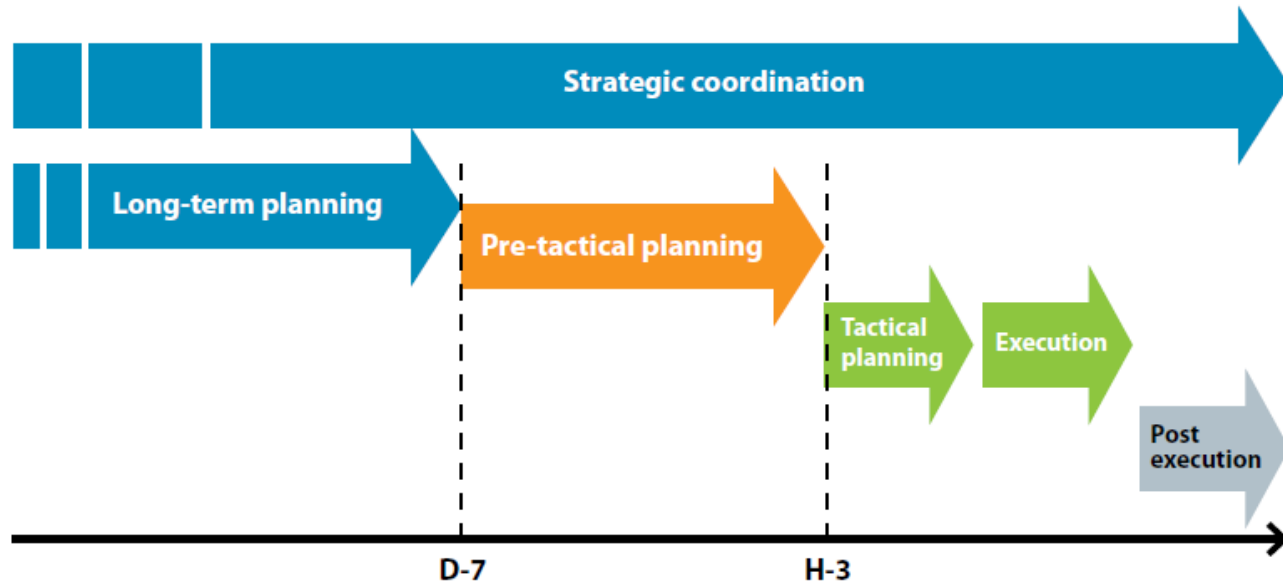 Strategic coordination
Long-term planning
Pre-tactical planning
Tactical
planning
Execution
Post
execution
D-7
H-3